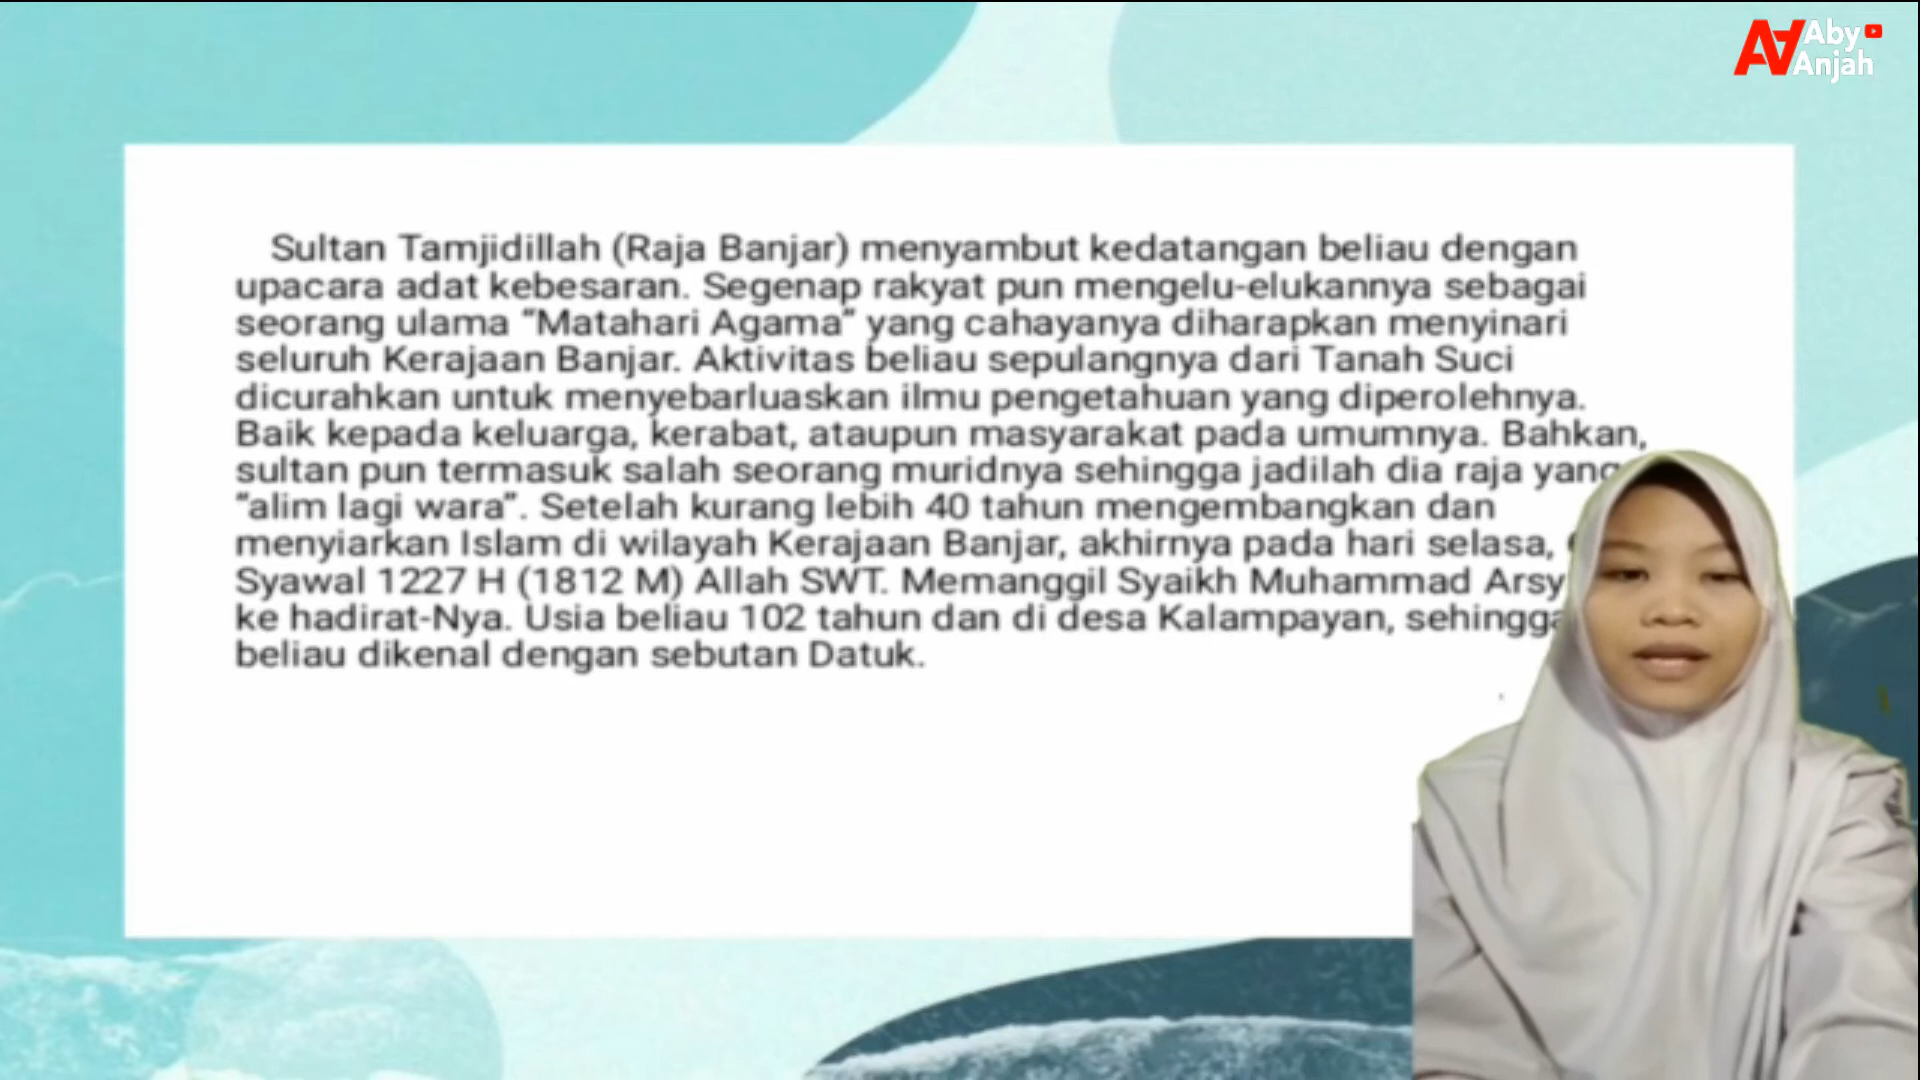 Aby
Anjah
Sultan Tamjidillah (Raja Banjar) menyambut kedatangan beliau dengan
upacara adat kebesaran. Segenap rakyat pun mengelu-elukannya sebagai
seorang ulama “Matahari Agama” yang cahayanya diharapkan menyinari
seluruh Kerajaan Banjar. Aktivitas beliau sepulangnya dari Tanah Suci
dicurahkan untuk menyebarluaskan ilmu pengetahuan yang diperolehnya.
Baik kepada keluarga, kerabat, ataupun masyarakat pada umumnya. Bahkan,
sultan pun termasuk salah seorang muridnya sehingga jadilah dia raja yang
“alim lagi wara”. Setelah kurang lebih 40 tahun mengembangkan dan
menyiarkan Islam di wilayah Kerajaan Banjar, akhirnya pada hari selasa,
Syawal 1227 H (1812 M) Allah SWT. Memanggil Syaikh Muhammad Arsy
ke hadirat-Nya. Usia beliau 102 tahun dan di desa Kalampayan, sehingga
beliau dikenal dengan sebutan Datuk.